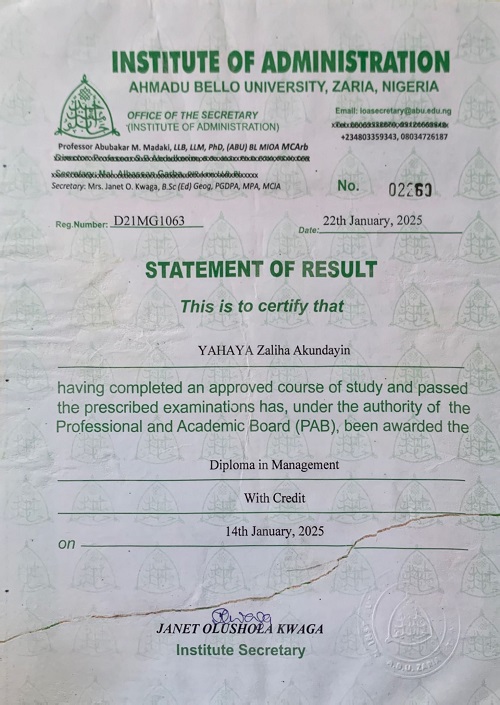 INSTITUTE OF ADMINISTRATION
AHMADU BELLO UNIVERSITY, ZARIA, NIGERIA
OFFICE OF THE SECRETARY
(INSTITUTE OF ADMINISTRATION)
Email: ioasecretary@abu.edu.ng
+234803359343, 08034726187
Professor Abubakar M. Madaki, LLB, LLM, PhD, (ABU) BL MIOA MCArb
Secretary: Mrs. Janet O. Kwaga, B.Sc (Ed) Geog, PGDPA, MPA, MCIA
No. 02260
Reg.Number: D21MG1063
Date: 22th January, 2025
STATEMENT OF RESULT
This is to certify that
YAHAYA Zaliha Akundayin
having completed an approved course of study and passed
the prescribed examinations has, under the authority of the
Professional and Academic Board (PAB), been awarded the
Diploma in Management
With Credit
on 14th January, 2025
JANET OLUSHOLA KWAGA
Institute Secretary